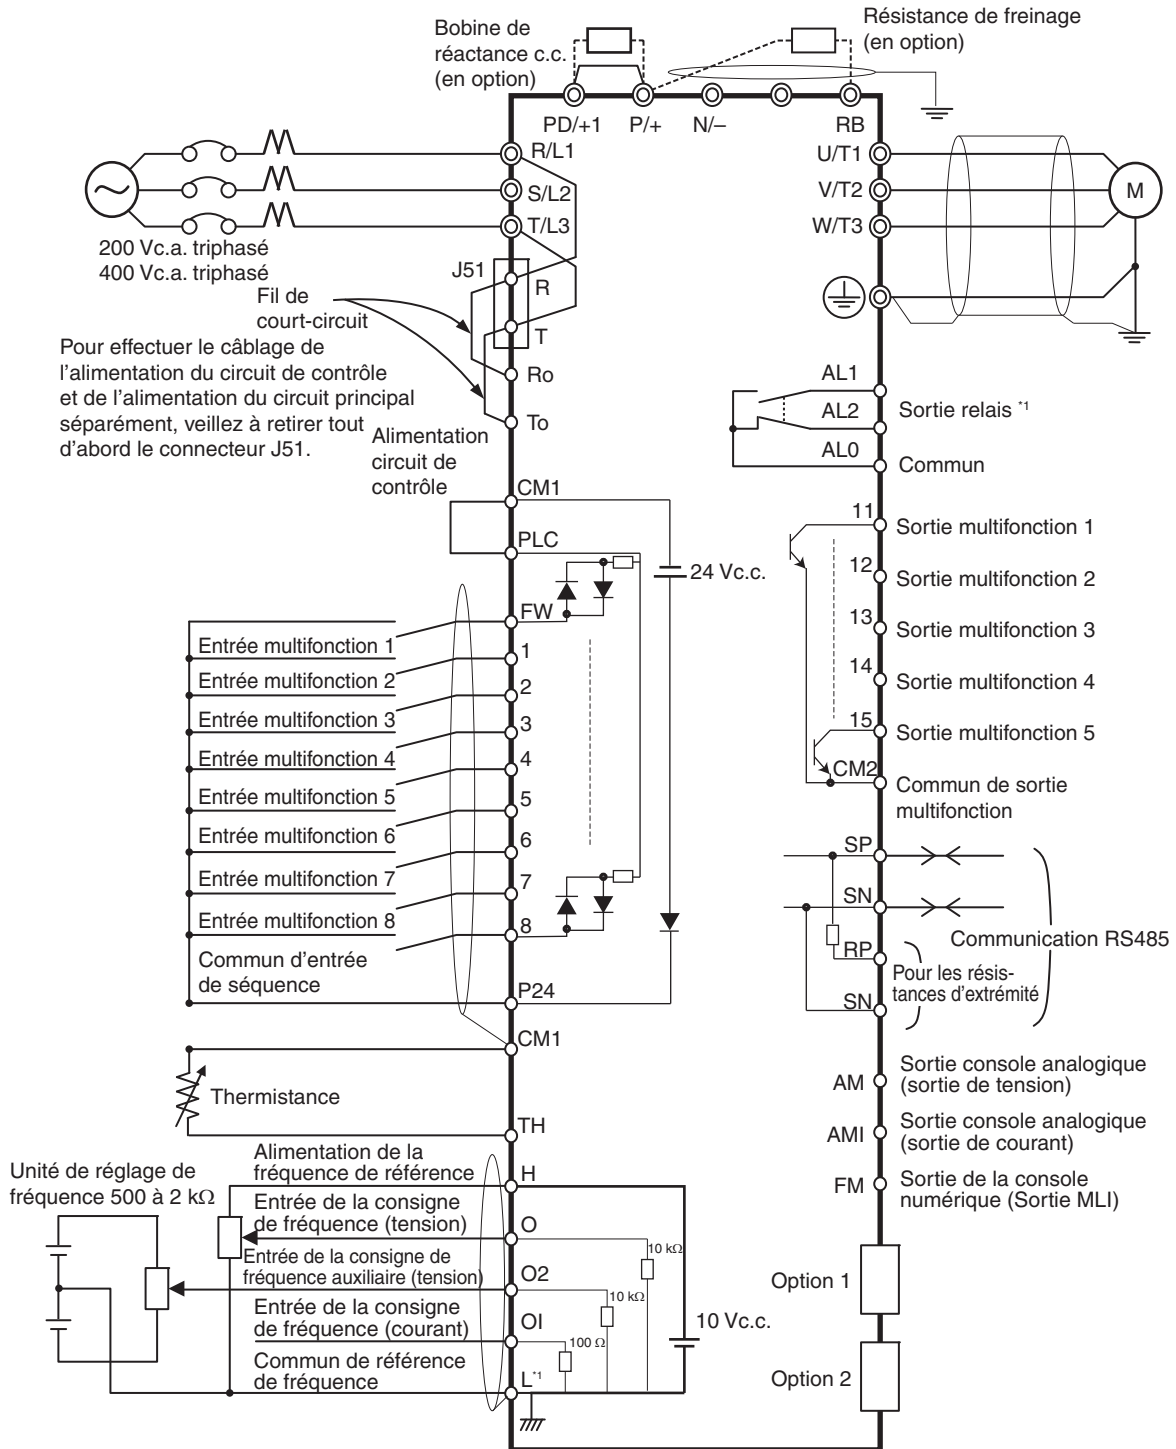 Bobine de
réactance c.c.
(en option)
Résistance de freinage
(en option)
PD/+1
P/+
N/–
RB
R/L1
S/L2
T/L3
U/T1
V/T2
W/T3
M
200 Vc.a. triphasé
400 Vc.a. triphasé
J51
R
T
Fil de
court-circuit
Pour effectuer le câblage de
l'alimentation du circuit de contrôle
et de l'alimentation du circuit principal
séparément, veillez à retirer tout
d'abord le connecteur J51.
Ro
To
Alimentation
circuit de
contrôle
AL1
AL2
Sortie relais *1
AL0
Commun
CM1
PLC
24 Vc.c.
11
Sortie multifonction 1
12
Sortie multifonction 2
13
Sortie multifonction 3
14
Sortie multifonction 4
15
Sortie multifonction 5
CM2
Commun de sortie
multifonction
FW
Entrée multifonction 1
1
Entrée multifonction 2
2
Entrée multifonction 3
3
Entrée multifonction 4
4
Entrée multifonction 5
5
Entrée multifonction 6
6
Entrée multifonction 7
7
Entrée multifonction 8
8
Commun d'entrée
de séquence
P24
CM1
SP
SN
RP
SN
Communication RS485
Pour les résis-
tances d'extrémité
Thermistance
TH
AM
Sortie console analogique
(sortie de tension)
AMI
Sortie console analogique
(sortie de courant)
FM
Sortie de la console
numérique (Sortie MLI)
Unité de réglage de
fréquence 500 à 2 kΩ
Alimentation de la
fréquence de référence
H
Entrée de la consigne
de fréquence (tension)
O
Entrée de la consigne de
fréquence auxiliaire (tension)
O2
Entrée de la consigne
de fréquence (courant)
OI
Commun de référence
de fréquence
L*1
10 kΩ
10 kΩ
100 Ω
10 Vc.c.
Option 1
Option 2